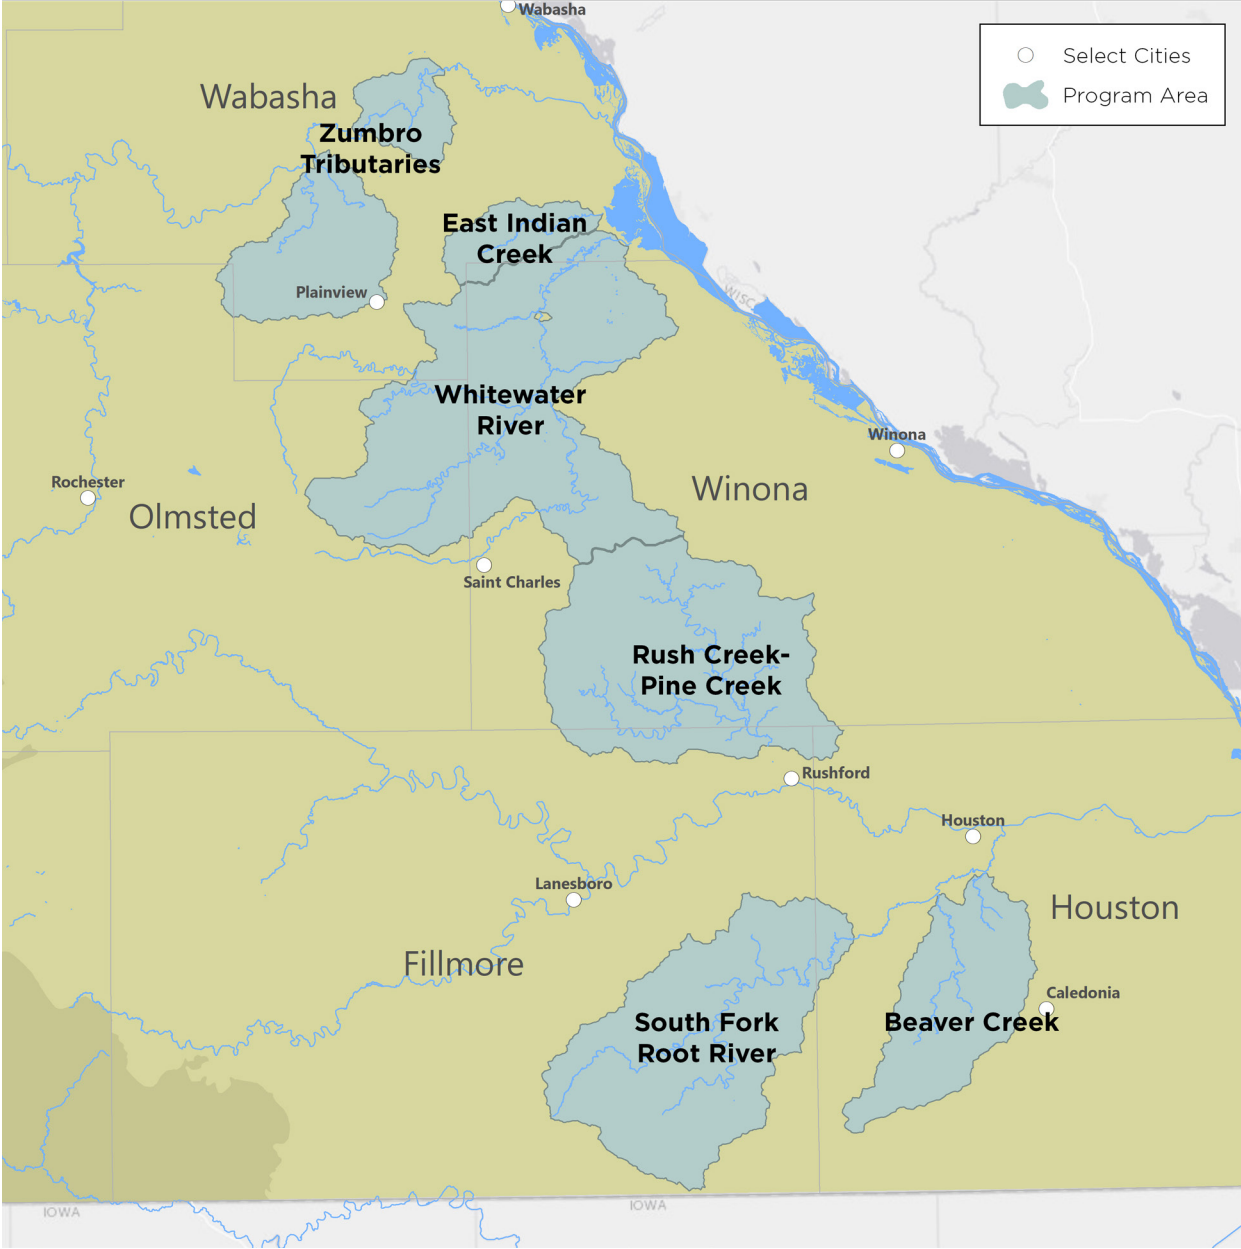 Wabasha
Select Cities
Program Area
Wabasha
Zumbro
Tributaries
East Indian
Creek
Plainview
WISC
Whitewater
River
Winona
Rochester
Winona
Olmsted
Saint Charles
Rush Creek-
Pine Creek
Rushford
Houston
Lanesboro
Houston
Fillmore
Caledonia
South Fork
Root River
Beaver Creek
IOWA
IOWA